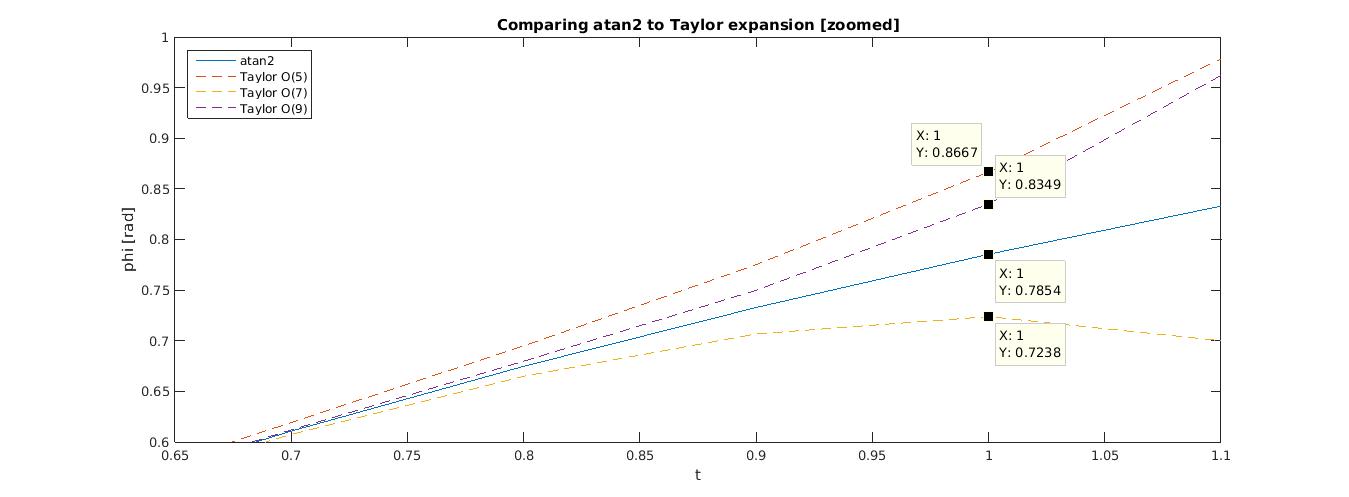 Comparing atan2 to Taylor expansion [zoomed]
1
0.95
0.9
0.85
0.8
0.75
0.7
0.65
0.6
phi [rad]
atan2
Taylor O(5)
Taylor O(7)
Taylor O(9)
X: 1
Y: 0.8667
X: 1
Y: 0.8349
X: 1
Y: 0.7854
X: 1
Y: 0.7238
0.65
0.7
0.75
0.8
0.85
0.9
0.95
1
1.05
1.1
t